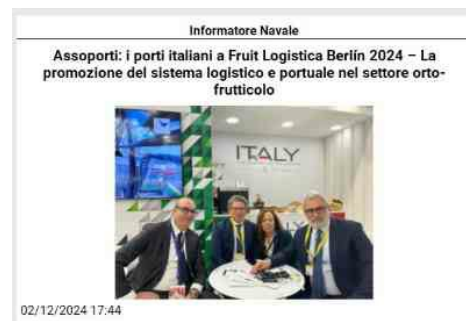 Informatore Navale
Assoporti: i porti italiani a Fruit Logistica Berlín 2024 – La
promozione del sistema logistico e portuale nel settore orto-
frutticolo
ITALY
02/12/2024 17:44